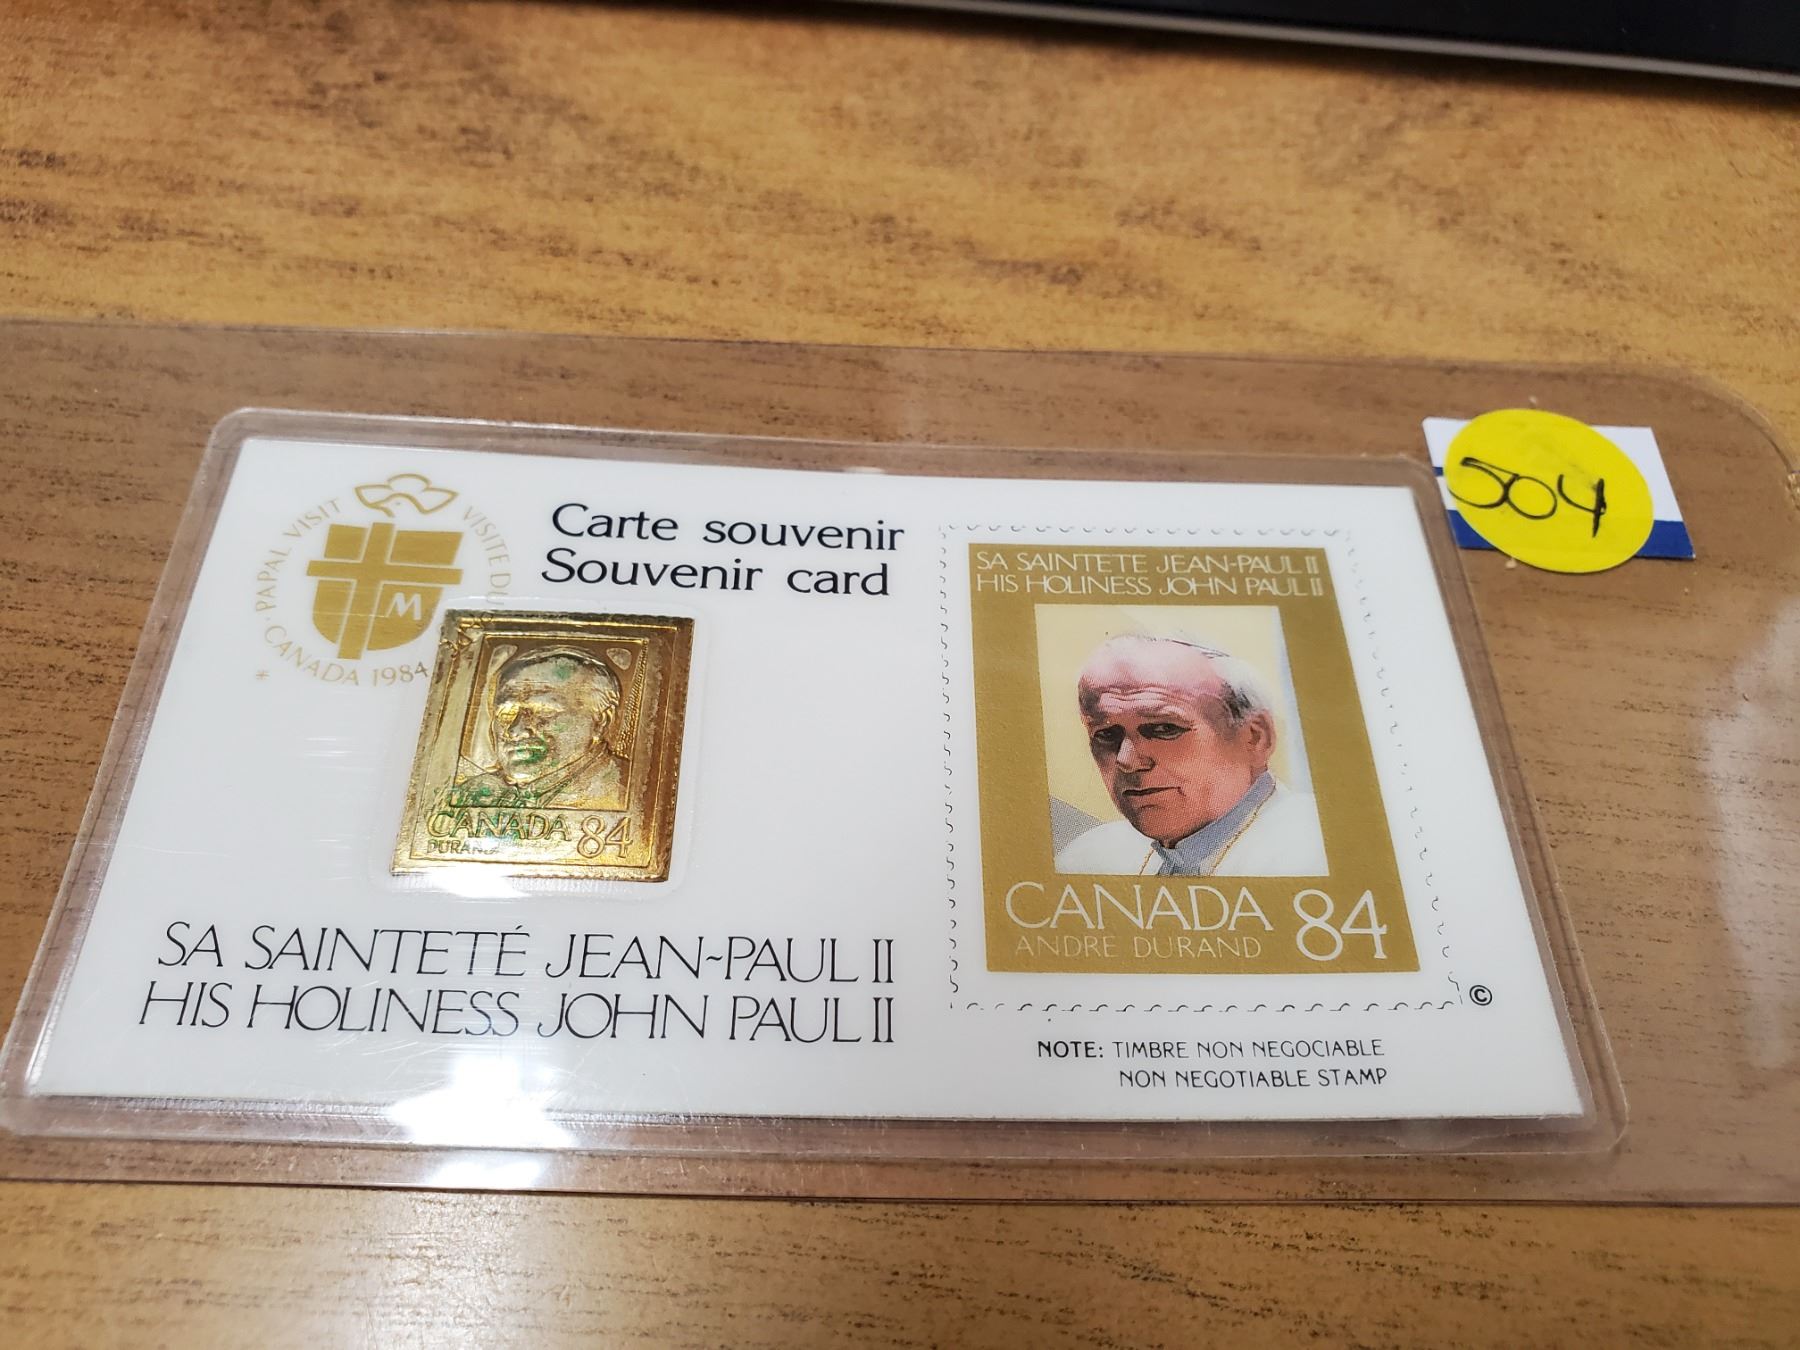 504
PAPAL VISIT
VISITE DU
CANADA 1984
M
Carte souvenir
Souvenir card
CANADA 84
SA SAINTETÉ JEAN-PAUL II
HIS HOLINESS JOHN PAUL II
SA SAINTETE JEAN-PAUL II
HIS HOLINESS JOHN PAUL II
CANADA 84
ANDRE DURAND
©
NOTE: TIMBRE NON NEGOCIABLE
NON NEGOTIABLE STAMP